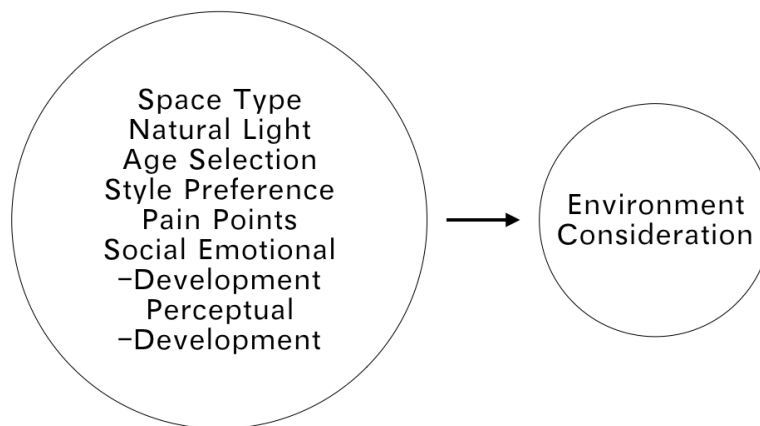 Space Type
Natural Light
Age Selection
Style Preference
Pain Points
Social Emotional
-Development
Perceptual
-Development
Environment
Consideration